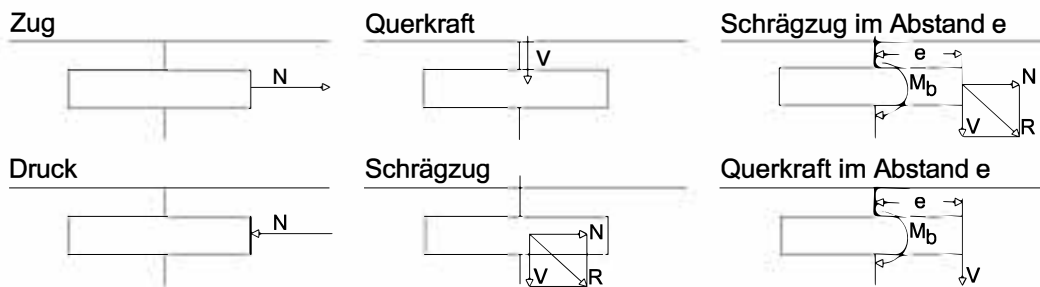 Zug
N
Querkraft
V
Schrägzug im Abstand e
e
N
M_b
V
R
Druck
N
Schrägzug
N
V
R
Querkraft im Abstand e
e
M_b
V